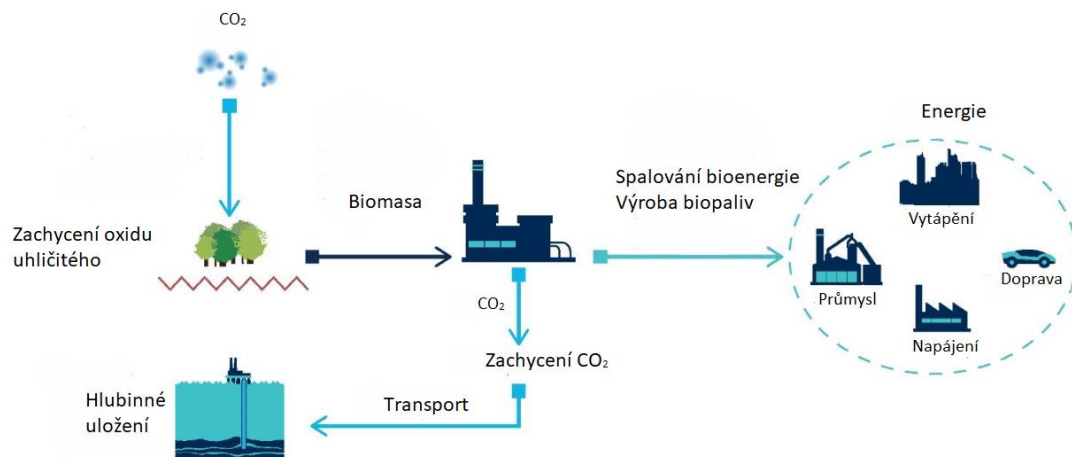 CO₂
Energie
Spalování bioenergie
Výroba biopaliv
Biomasa
Vytápění
Zachycení oxidu
uhličitého
Doprava
Průmysl
CO₂
Napájení
Zachycení CO₂
Hlubinné
uložení
Transport